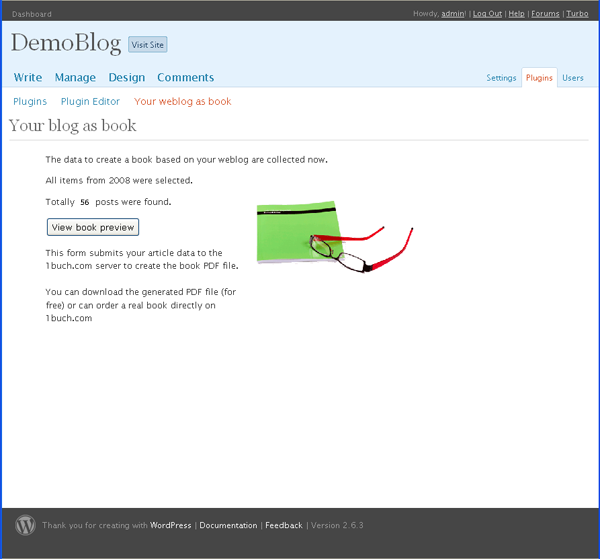 Dashboard
Howdy, admin! | Log Out | Help | Forums | Turbo
DemoBlog Visit Site
Write Manage Design Comments
Settings Plugins Users
Plugins Plugin Editor Your weblog as book
Your blog as book
The data to create a book based on your weblog are collected now.
All items from 2008 were selected.
Totally 56 posts were found.
View book preview
This form submits your article data to the
1buch.com server to create the book PDF file.
You can download the generated PDF file (for
free) or can order a real book directly on
1buch.com
Thank you for creating with WordPress | Documentation | Feedback | Version 2.6.3